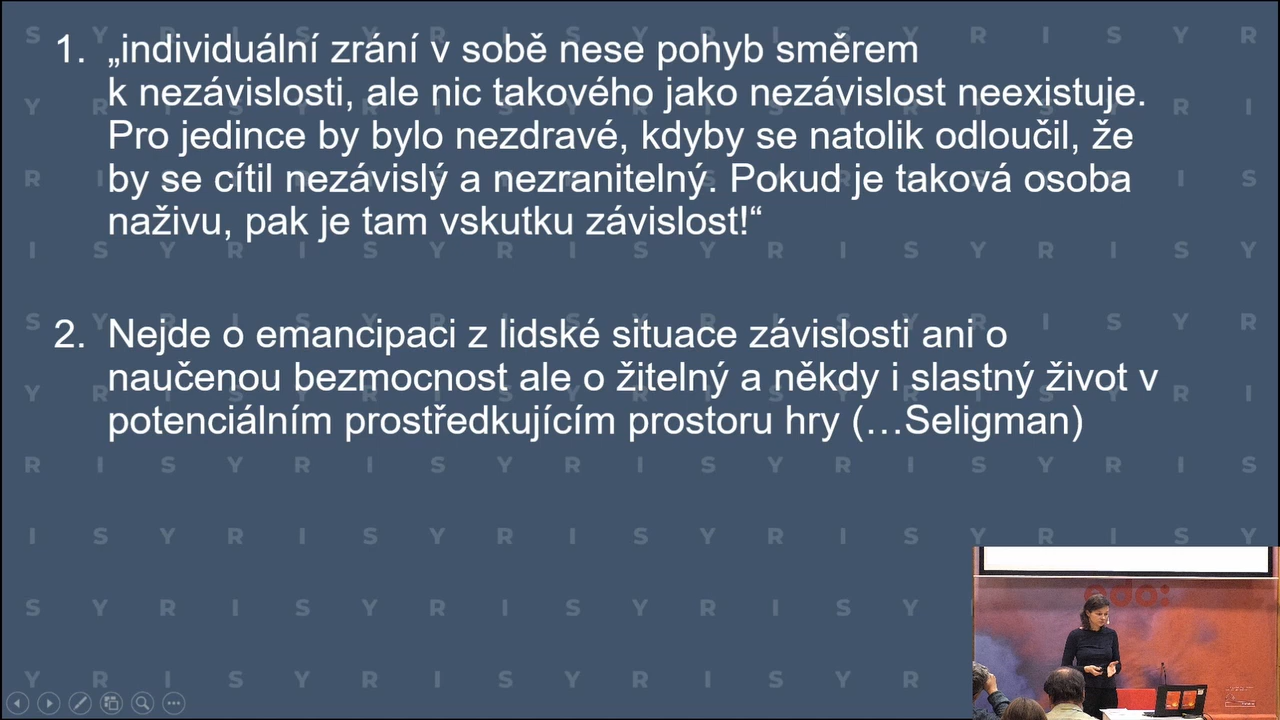 1. „individuální zrání v sobě nese pohyb směrem
k nezávislosti, ale nic takového jako nezávislost neexistuje.
Pro jedince by bylo nezdravé, kdyby se natolik odloučil, že
by se cítil nezávislý a nezranitelný. Pokud je taková osoba
naživu, pak je tam vskutku závislost!“
2. Nejde o emancipaci z lidské situace závislosti ani o
naučenou bezmocnost ale o žitelný a někdy i slastný život v
potenciálním prostředkujícím prostoru hry (…Seligman)